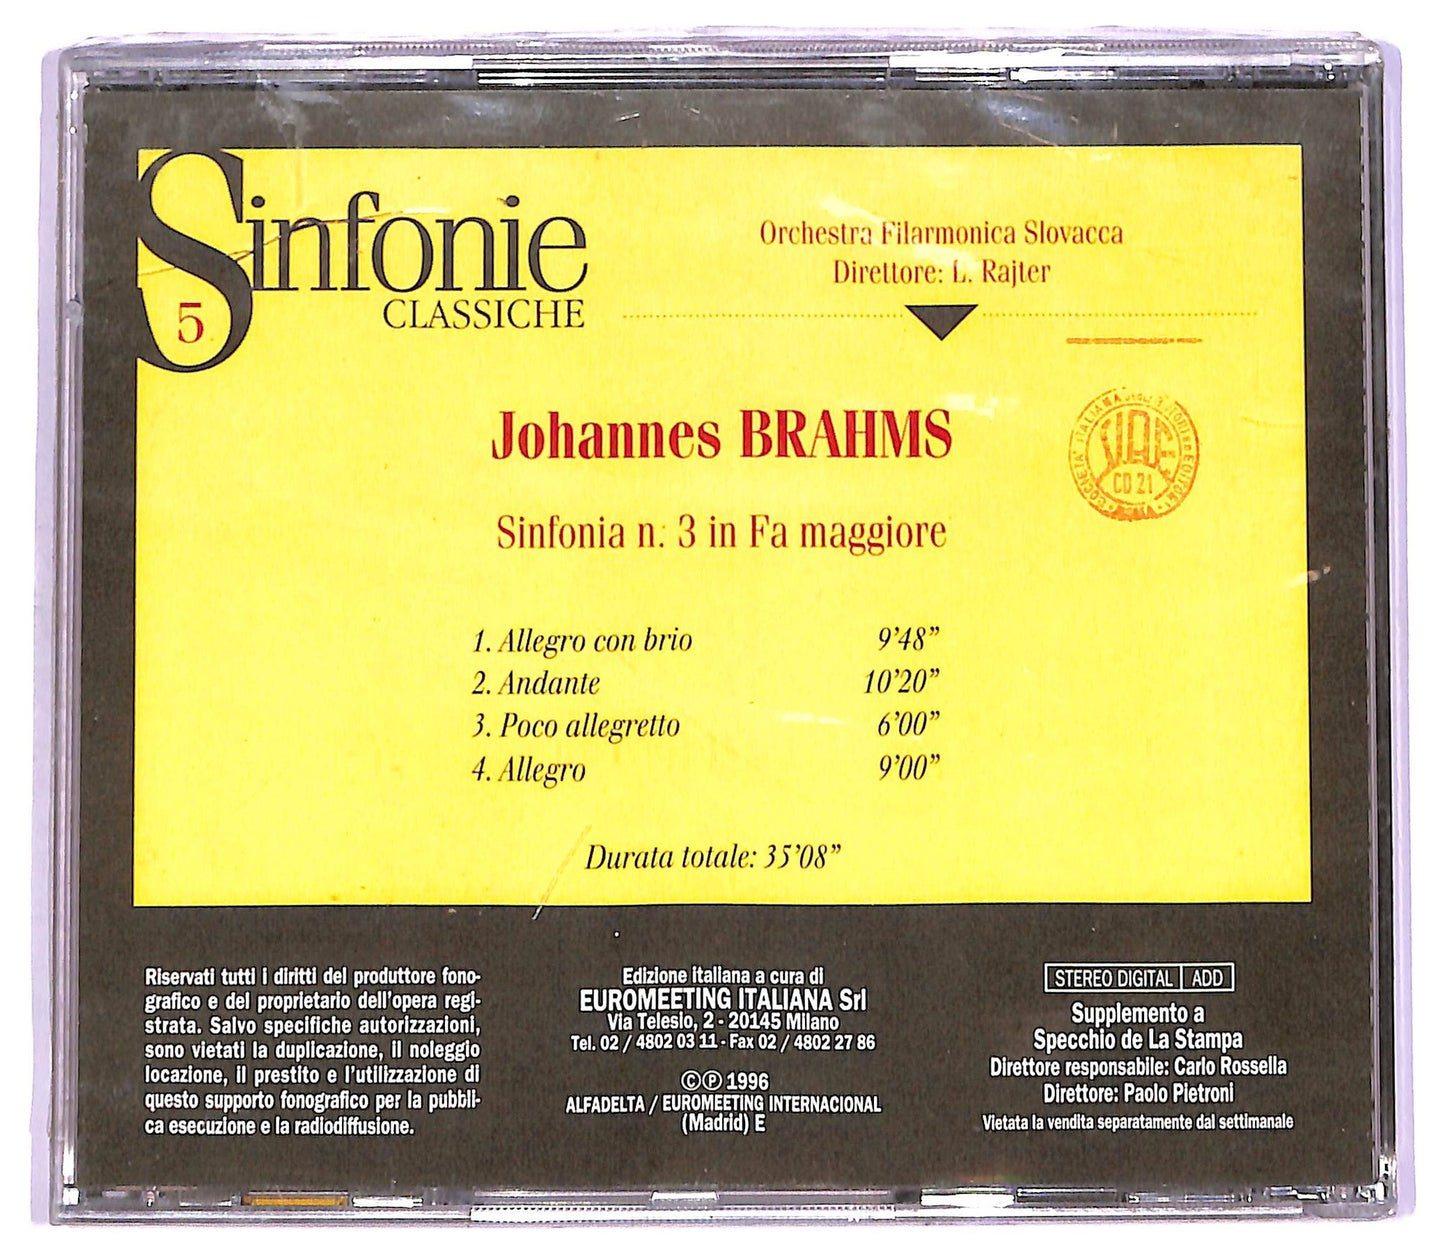 Sinfonie
CLASSICHE
5
Orchestra Filarmonica Slovacca
Direttore: L. Rajter
Johannes BRAHMS
Sinfonia n. 3 in Fa maggiore
SIAE
CD 21
1. Allegro con brio 9’48”
2. Andante 10’20”
3. Poco allegretto 6’00”
4. Allegro 9’00”
Durata totale: 35’08”
Riservati tutti i diritti del produttore fono-
grafico e del proprietario dell’opera regi-
strata. Salvo specifiche autorizzazioni,
sono vietati la duplicazione, il noleggio
locazione, il prestito e l’utilizzazione di
questo supporto fonografico per la pubbli-
ca esecuzione e la radiodiffusione.
Edizione italiana a cura di
EUROMEETING ITALIANA Srl
Via Telesio, 2 - 20145 Milano
Tel. 02 / 4802 03 11 - Fax 02 / 4802 27 86
©℗ 1996
ALFADELTA / EUROMEETING INTERNACIONAL
(Madrid) E
STEREO DIGITAL ADD
Supplemento a
Specchio de La Stampa
Direttore responsabile: Carlo Rossella
Direttore: Paolo Pietroni
Vietata la vendita separatamente dal settimanale